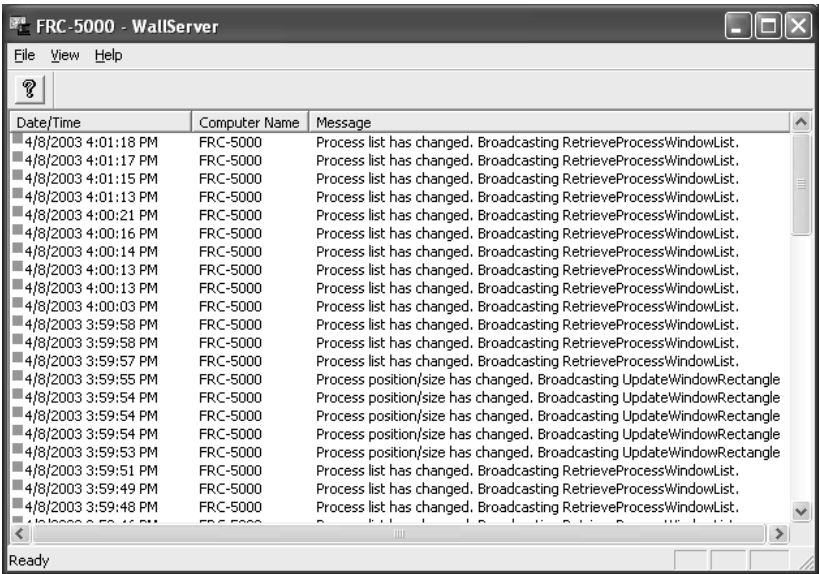 FRC-5000 - WallServer
File View Help
Date/Time Computer Name Message
4/8/2003 4:01:18 PM FRC-5000 Process list has changed. Broadcasting RetrieveProcessWindowList.
4/8/2003 4:01:17 PM FRC-5000 Process list has changed. Broadcasting RetrieveProcessWindowList.
4/8/2003 4:01:15 PM FRC-5000 Process list has changed. Broadcasting RetrieveProcessWindowList.
4/8/2003 4:01:13 PM FRC-5000 Process list has changed. Broadcasting RetrieveProcessWindowList.
4/8/2003 4:00:21 PM FRC-5000 Process list has changed. Broadcasting RetrieveProcessWindowList.
4/8/2003 4:00:16 PM FRC-5000 Process list has changed. Broadcasting RetrieveProcessWindowList.
4/8/2003 4:00:14 PM FRC-5000 Process list has changed. Broadcasting RetrieveProcessWindowList.
4/8/2003 4:00:13 PM FRC-5000 Process list has changed. Broadcasting RetrieveProcessWindowList.
4/8/2003 4:00:13 PM FRC-5000 Process list has changed. Broadcasting RetrieveProcessWindowList.
4/8/2003 4:00:03 PM FRC-5000 Process list has changed. Broadcasting RetrieveProcessWindowList.
4/8/2003 3:59:58 PM FRC-5000 Process list has changed. Broadcasting RetrieveProcessWindowList.
4/8/2003 3:59:58 PM FRC-5000 Process list has changed. Broadcasting RetrieveProcessWindowList.
4/8/2003 3:59:57 PM FRC-5000 Process list has changed. Broadcasting RetrieveProcessWindowList.
4/8/2003 3:59:55 PM FRC-5000 Process position/size has changed. Broadcasting UpdateWindowRectangle
4/8/2003 3:59:54 PM FRC-5000 Process position/size has changed. Broadcasting UpdateWindowRectangle
4/8/2003 3:59:54 PM FRC-5000 Process position/size has changed. Broadcasting UpdateWindowRectangle
4/8/2003 3:59:54 PM FRC-5000 Process position/size has changed. Broadcasting UpdateWindowRectangle
4/8/2003 3:59:53 PM FRC-5000 Process position/size has changed. Broadcasting UpdateWindowRectangle
4/8/2003 3:59:51 PM FRC-5000 Process list has changed. Broadcasting RetrieveProcessWindowList.
4/8/2003 3:59:49 PM FRC-5000 Process list has changed. Broadcasting RetrieveProcessWindowList.
4/8/2003 3:59:48 PM FRC-5000 Process list has changed. Broadcasting RetrieveProcessWindowList.
Ready